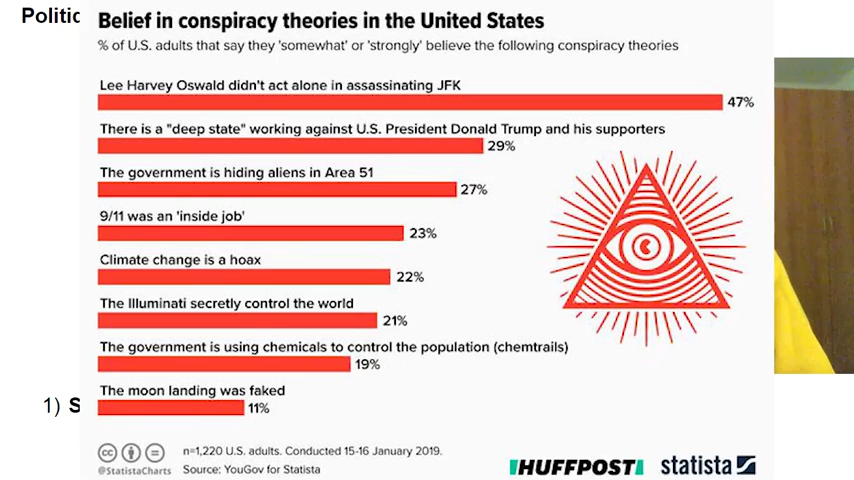 Politic
Belief in conspiracy theories in the United States
% of U.S. adults that say they 'somewhat' or 'strongly' believe the following conspiracy theories
Lee Harvey Oswald didn't act alone in assassinating JFK
47%
There is a "deep state" working against U.S. President Donald Trump and his supporters
29%
The government is hiding aliens in Area 51
27%
9/11 was an 'inside job'
23%
Climate change is a hoax
22%
The Illuminati secretly control the world
21%
The government is using chemicals to control the population (chemtrails)
19%
The moon landing was faked
11%
1) S
n=1,220 U.S. adults. Conducted 15-16 January 2019.
@StatistaCharts Source: YouGov for Statista
HUFFPOST statista